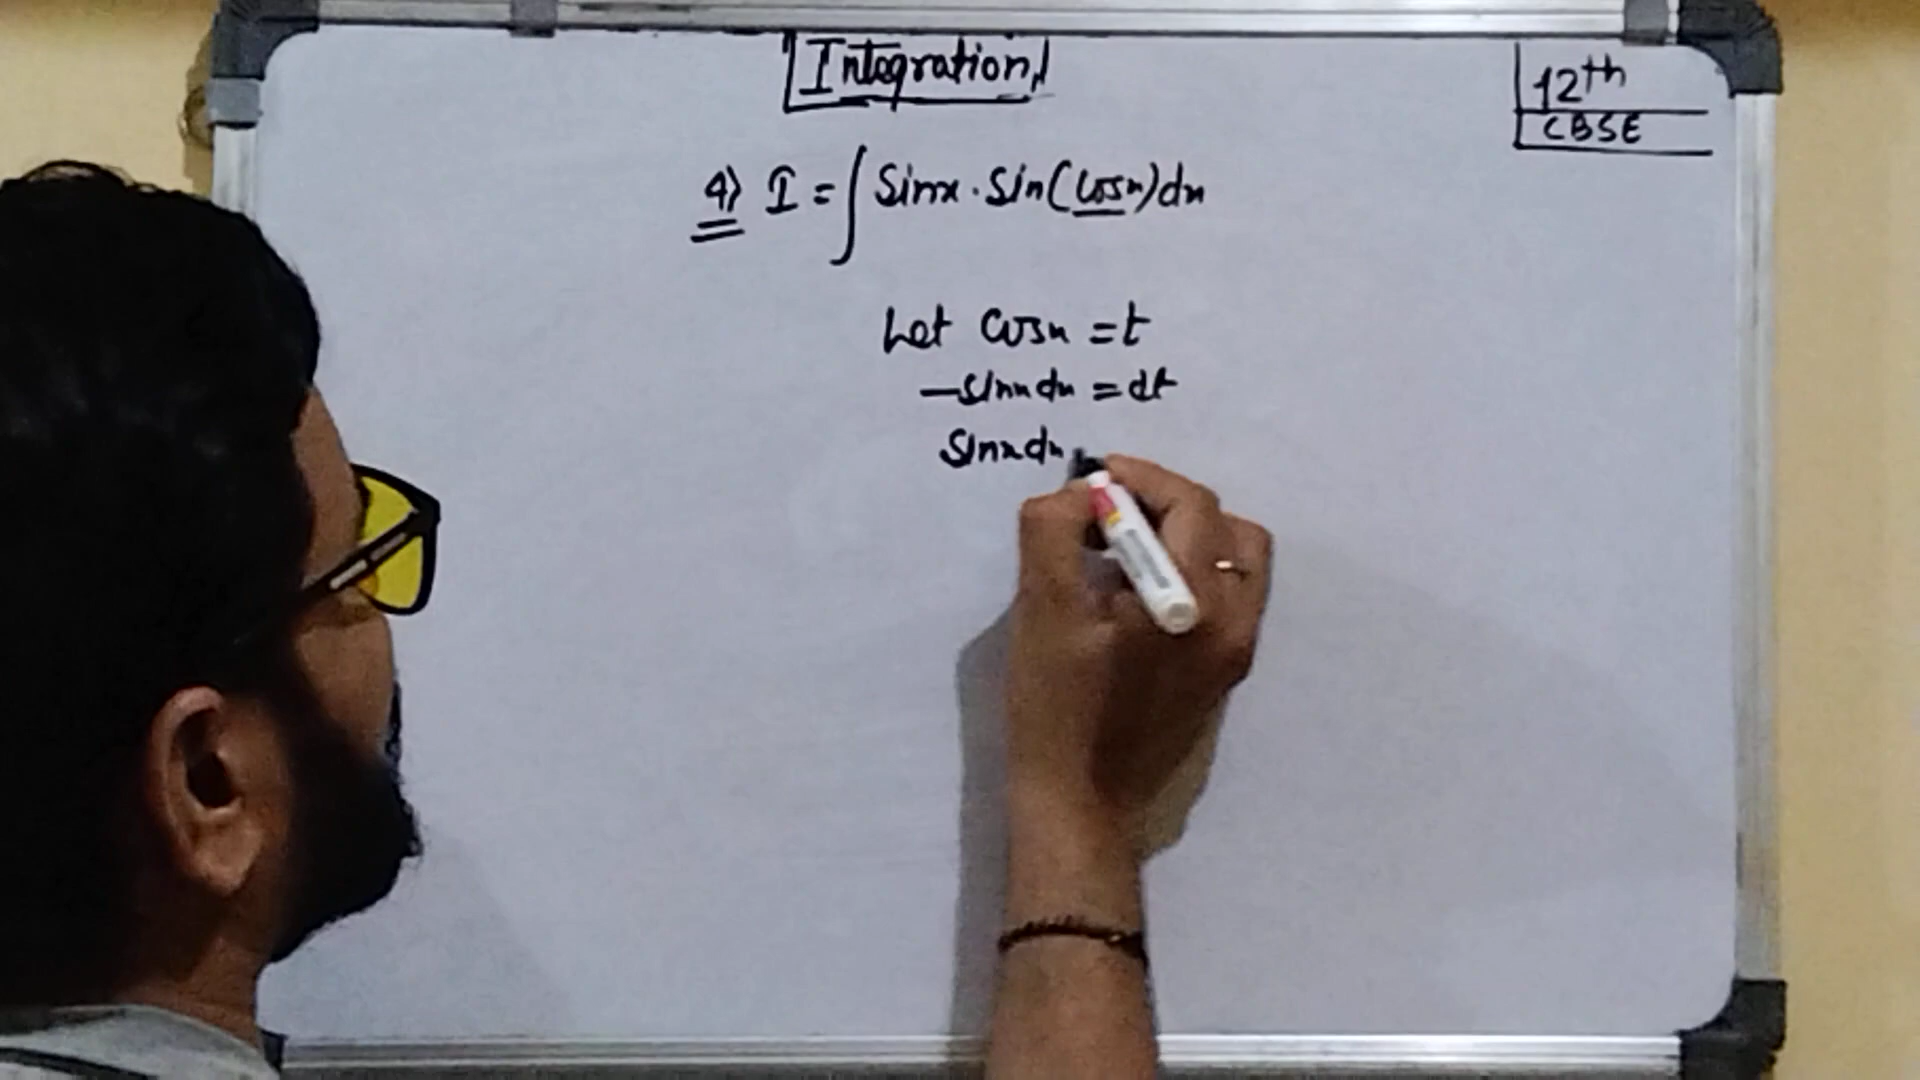 Integration
12th
CBSE
4) I = ∫ Sinx · Sin(Cosx)dx
Let Cosx = t
-Sinx dx = dt
Sinx dx